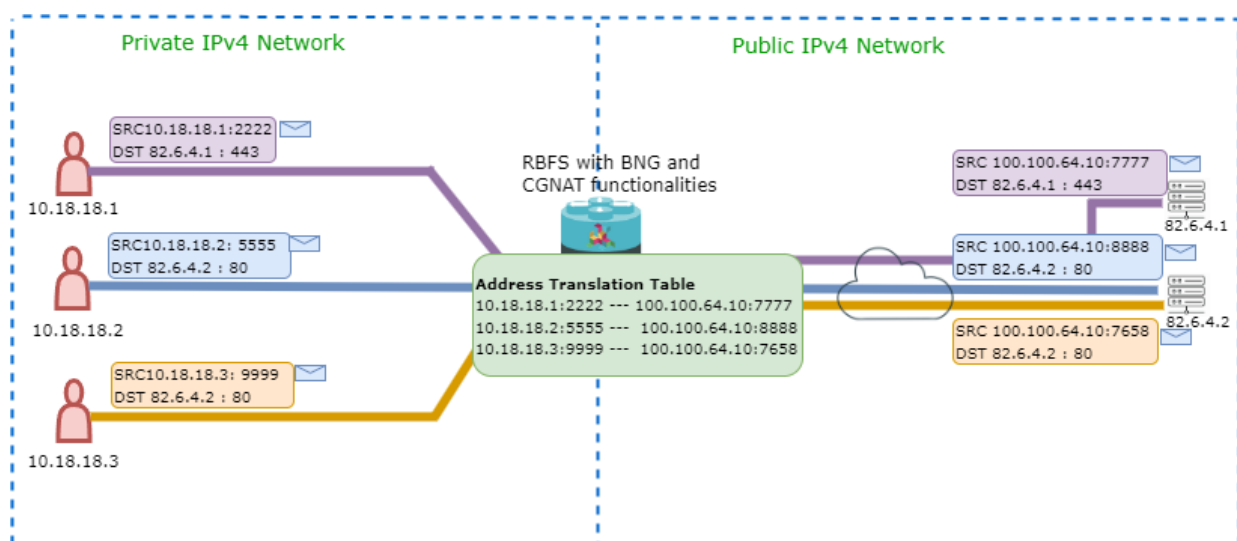 Private IPv4 Network
Public IPv4 Network
SRC10.18.18.1:2222
DST 82.6.4.1 : 443
10.18.18.1
RBFS with BNG and
CGNAT functionalities
SRC 100.100.64.10:7777
DST 82.6.4.1 : 443
82.6.4.1
SRC10.18.18.2: 5555
DST 82.6.4.2 : 80
10.18.18.2
SRC 100.100.64.10:8888
DST 82.6.4.2 : 80
82.6.4.2
Address Translation Table
10.18.18.1:2222 --- 100.100.64.10:7777
10.18.18.2:5555 --- 100.100.64.10:8888
10.18.18.3:9999 --- 100.100.64.10:7658
SRC 100.100.64.10:7658
DST 82.6.4.2 : 80
SRC10.18.18.3: 9999
DST 82.6.4.2 : 80
10.18.18.3